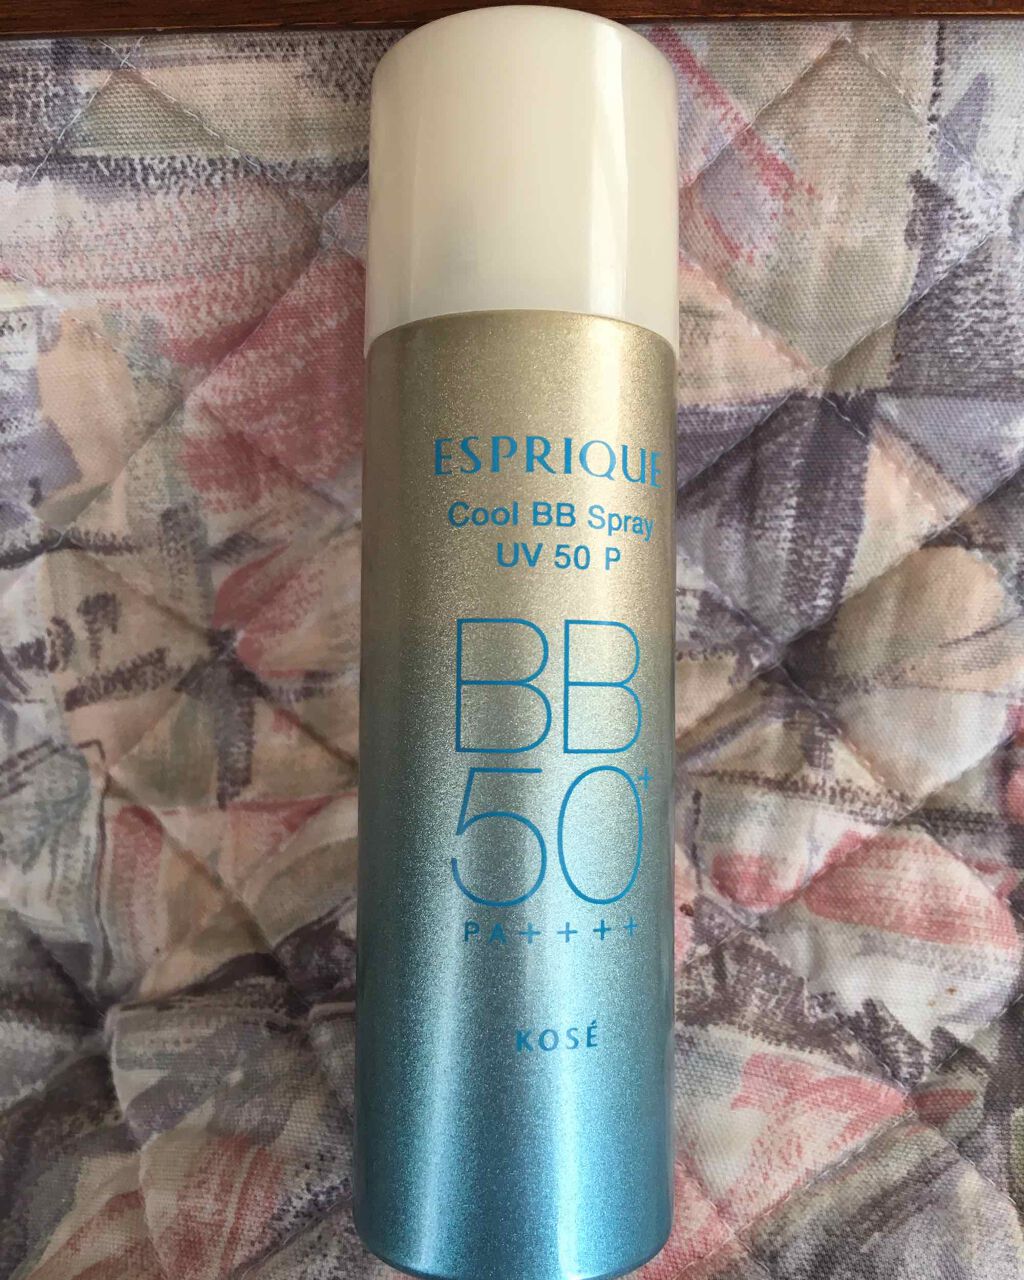 ESPRIQUE
Cool BB Spray
UV 50 P
BB
50+
PA++++
KOSÉ